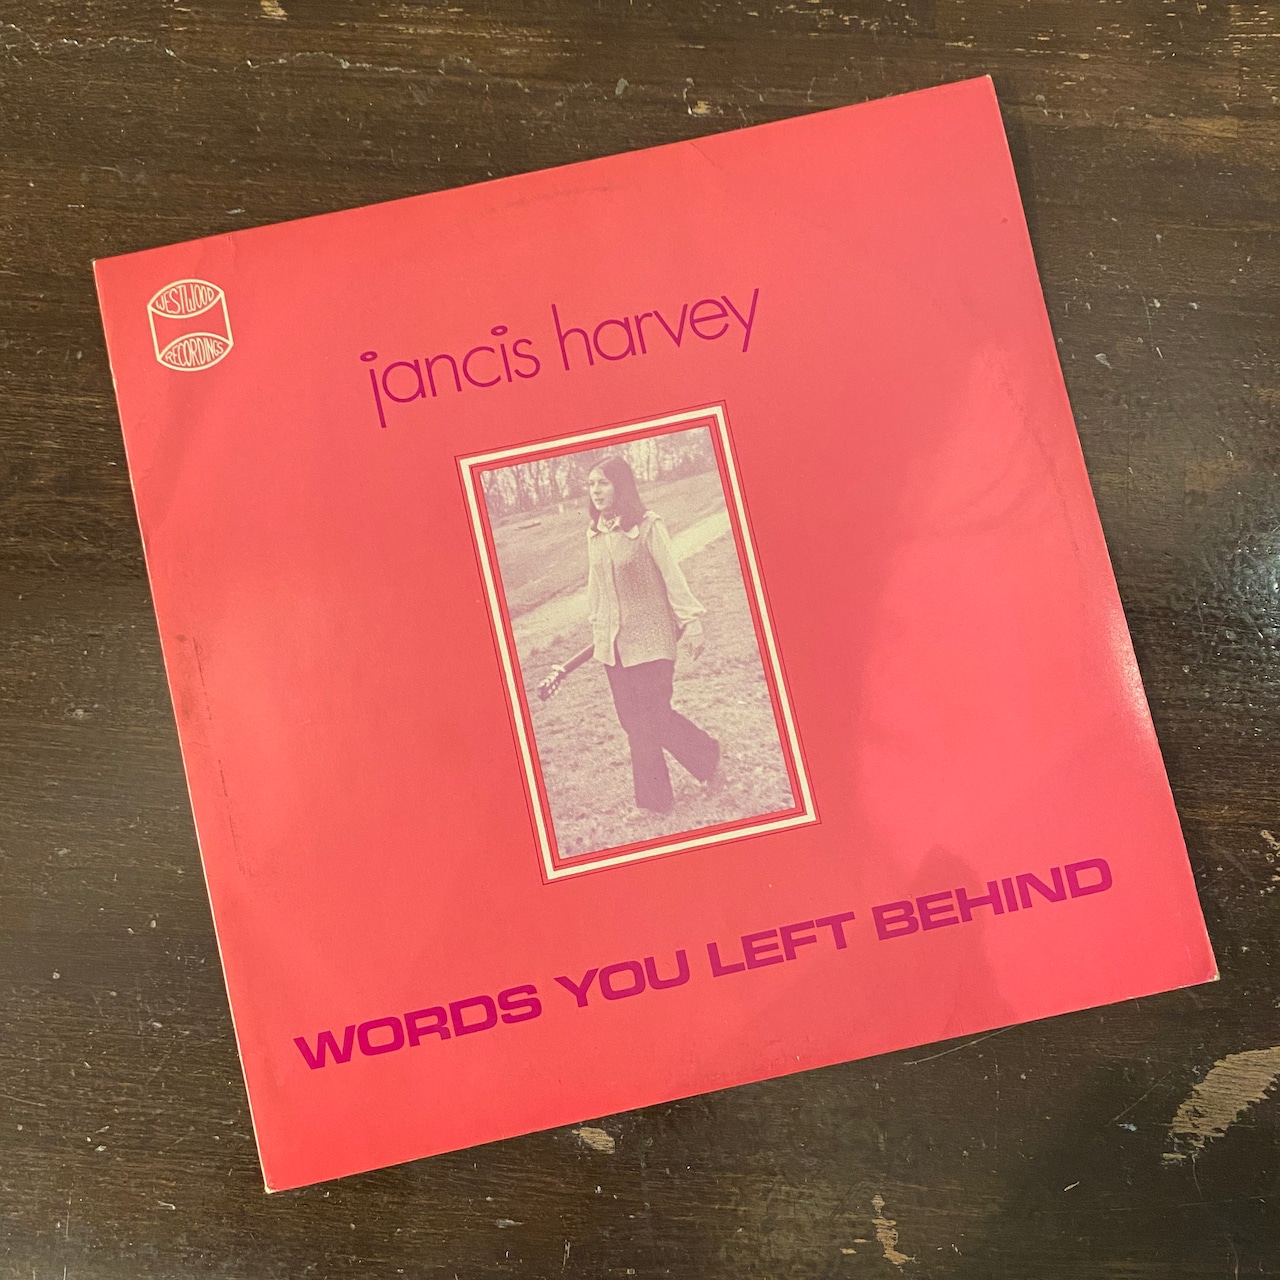 WESTWOOD
RECORDINGS
jancis harvey
WORDS YOU LEFT BEHIND